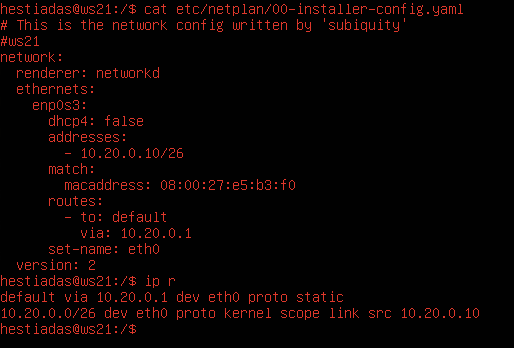 hestiadas@ws21:/$ cat etc/netplan/00-installer-config.yaml
# This is the network config written by 'subiquity'
#ws21
network:
  renderer: networkd
  ethernets:
    enp0s3:
      dhcp4: false
      addresses:
        - 10.20.0.10/26
      match:
        macaddress: 08:00:27:e5:b3:f0
      routes:
        - to: default
          via: 10.20.0.1
      set-name: eth0
  version: 2
hestiadas@ws21:/$ ip r
default via 10.20.0.1 dev eth0 proto static
10.20.0.0/26 dev eth0 proto kernel scope link src 10.20.0.10
hestiadas@ws21:/$